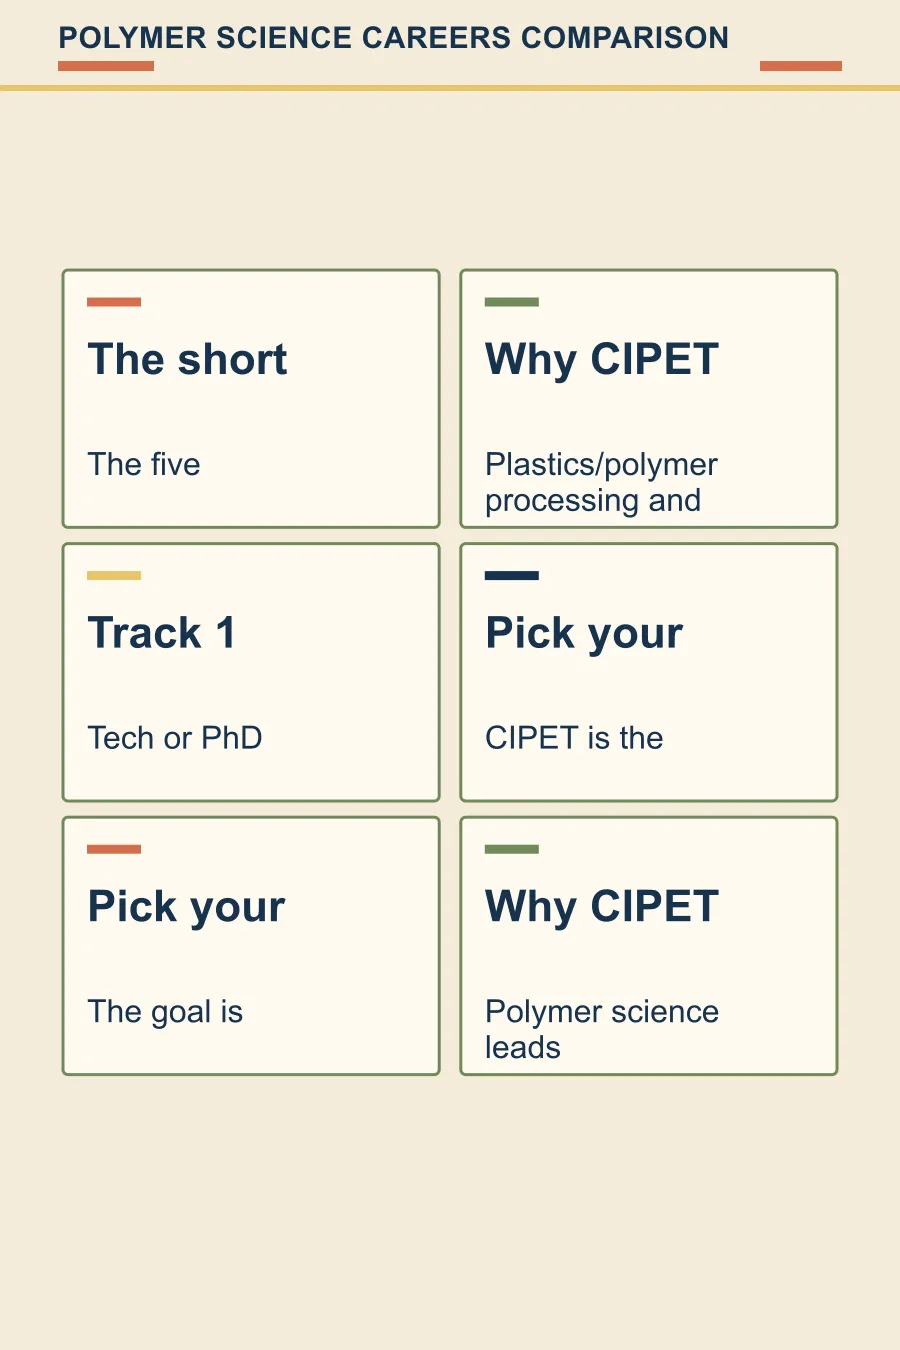 POLYMER SCIENCE CAREERS COMPARISON
The short
The five
Why CIPET
Plastics/polymer
processing and
Track 1
Tech or PhD
Pick your
CIPET is the
Pick your
The goal is
Why CIPET
Polymer science
leads